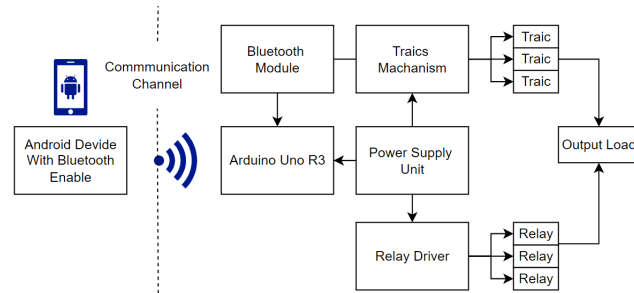 Commmunication
Channel
Bluetooth
Module
Traics
Machanism
Traic
Traic
Traic
Android Devide
With Bluetooth
Enable
Arduino Uno R3
Power Supply
Unit
Output Load
Relay Driver
Relay
Relay
Relay